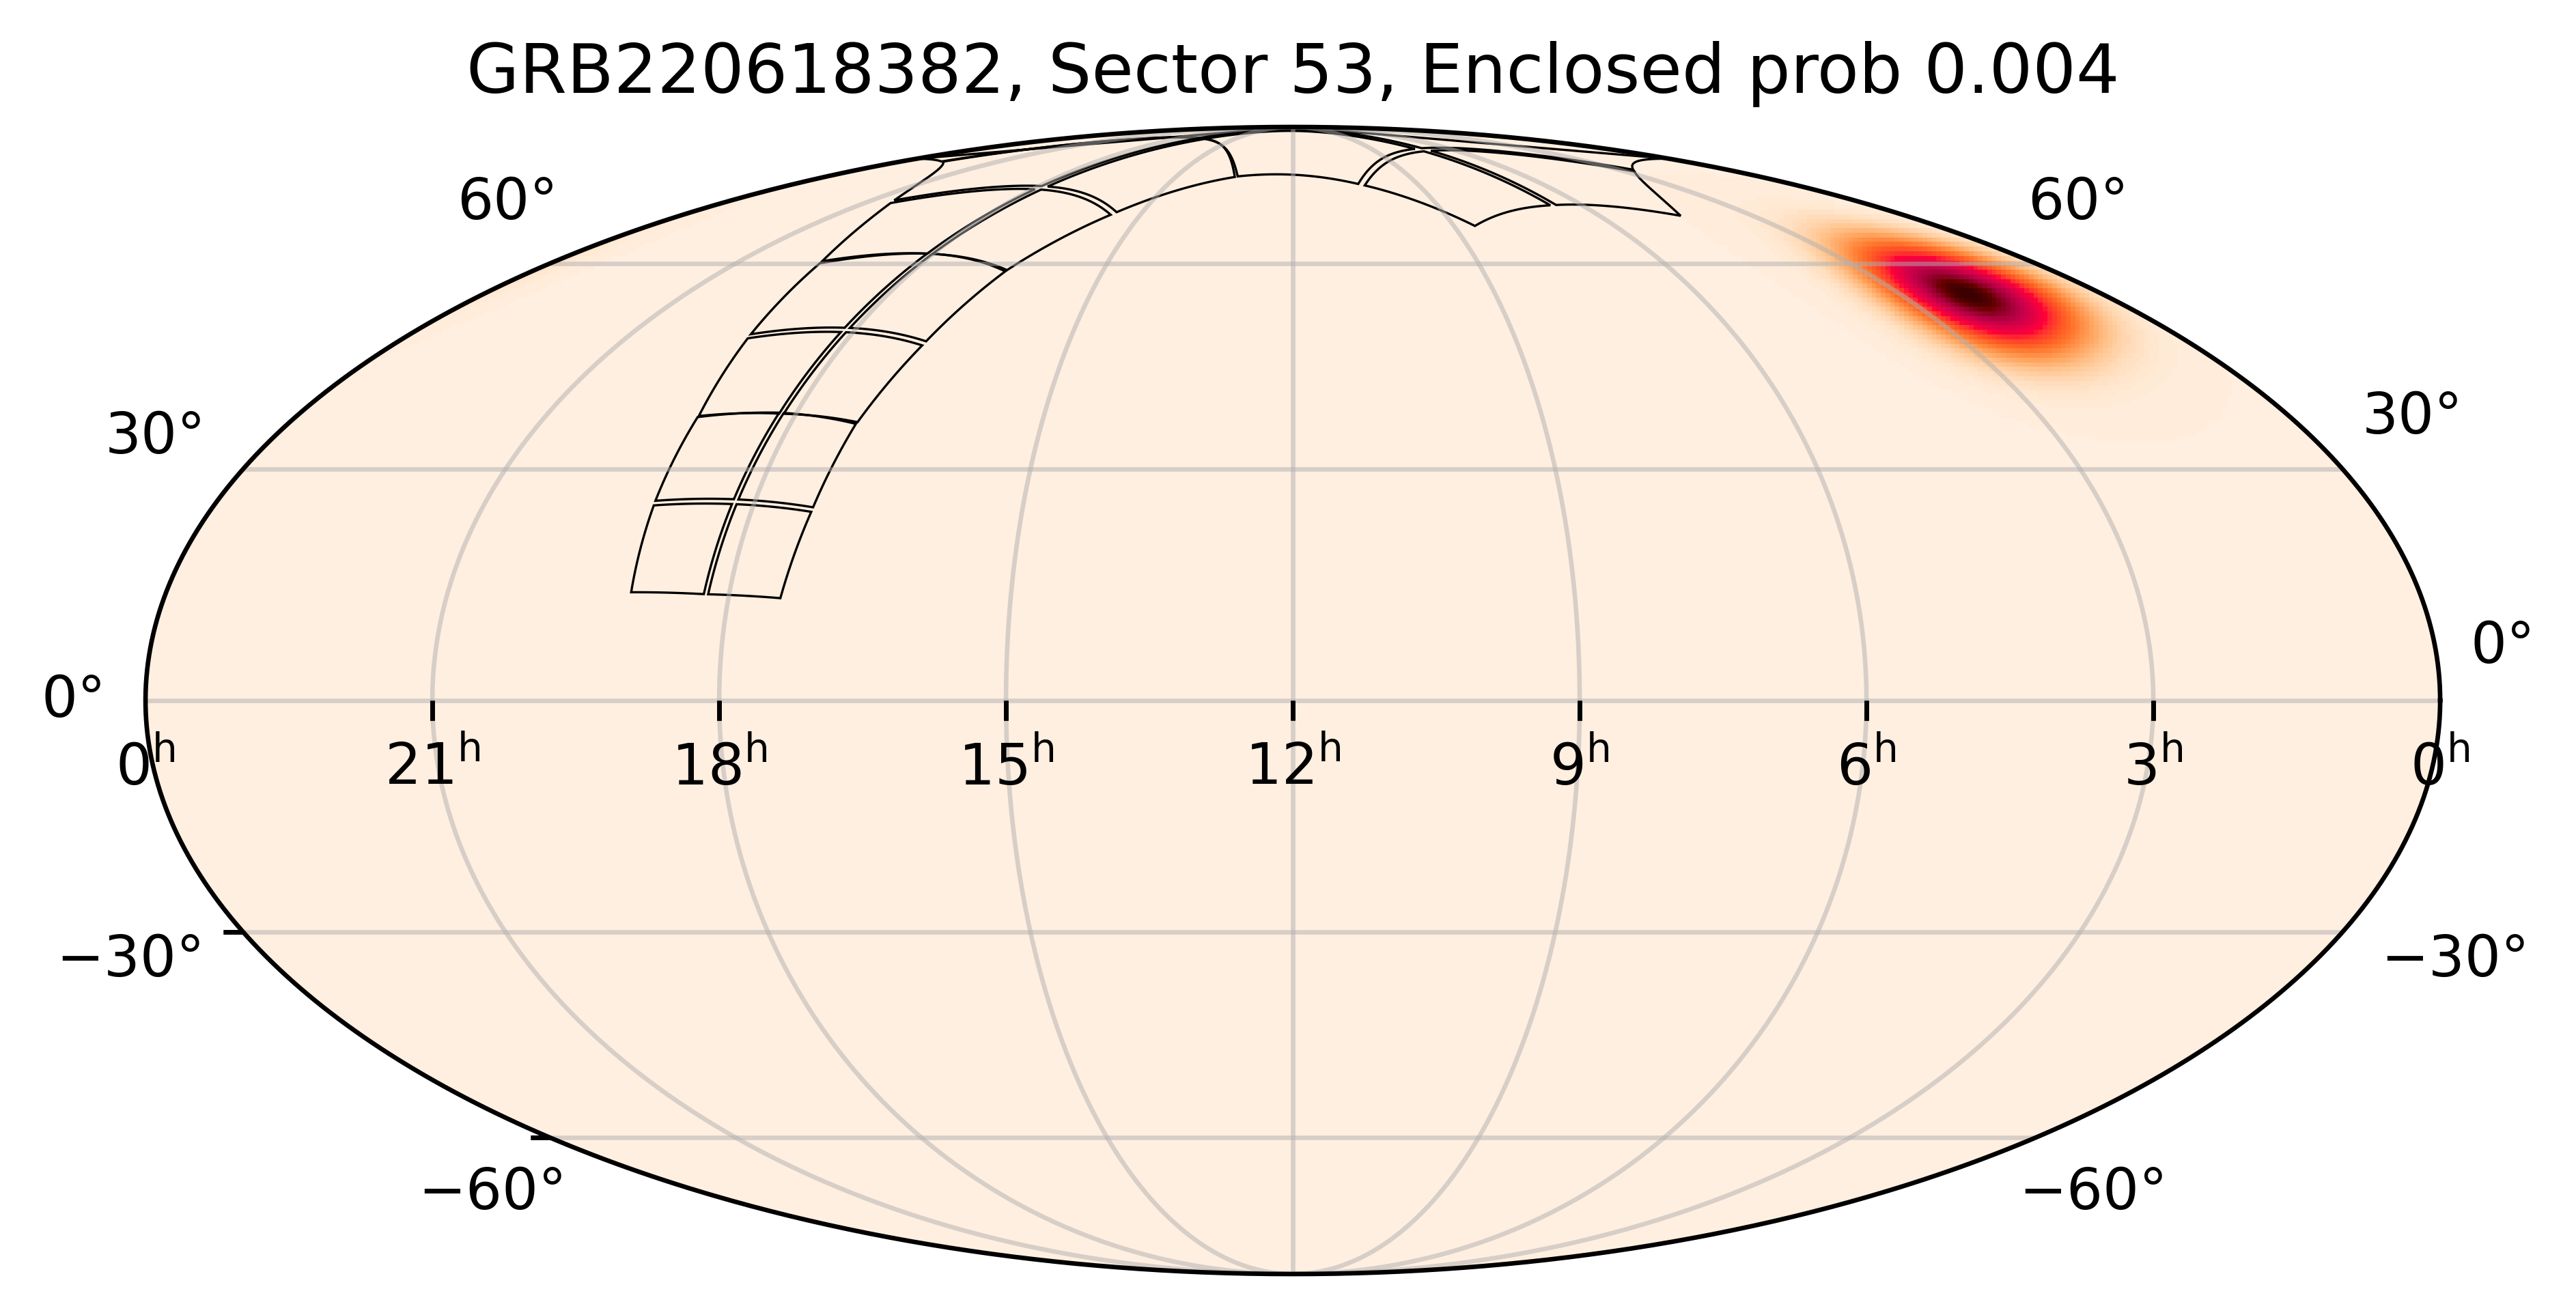 GRB220618382, Sector 53, Enclosed prob 0.004
60° 60°
30° 30°
0° 0°
0ʰ 21ʰ 18ʰ 15ʰ 12ʰ 9ʰ 6ʰ 3ʰ 0ʰ
−30° −30°
−60° −60°